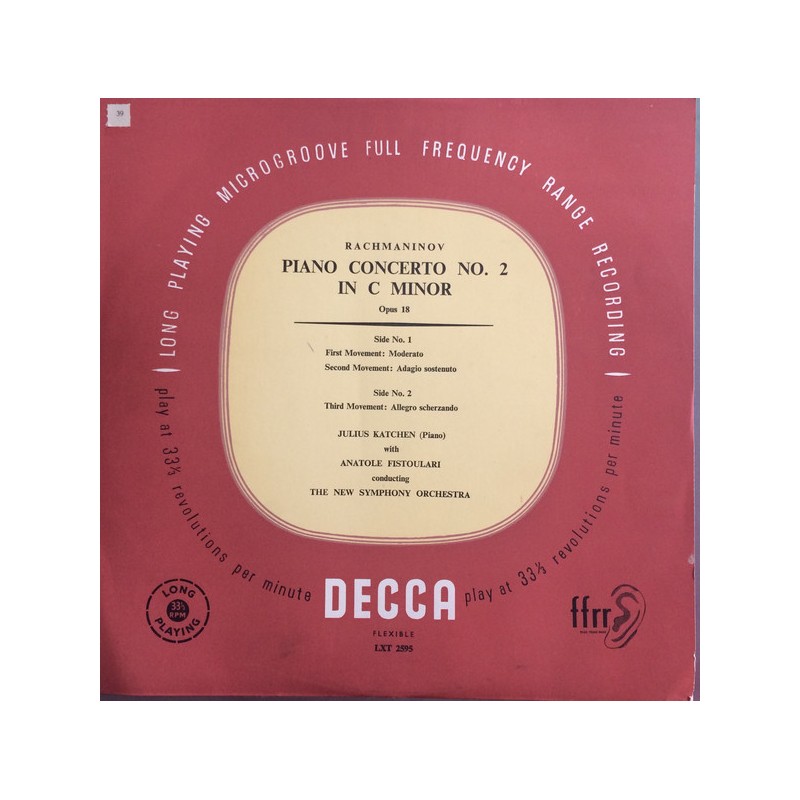 39
LONG PLAYING MICROGROOVE FULL FREQUENCY RANGE RECORDING
RACHMANINOV
PIANO CONCERTO NO. 2
IN C MINOR
Opus 18
Side No. 1
First Movement: Moderato
Second Movement: Adagio sostenuto
Side No. 2
Third Movement: Allegro scherzando
JULIUS KATCHEN (Piano)
with
ANATOLE FISTOULARI
conducting
THE NEW SYMPHONY ORCHESTRA
play at 33⅓ revolutions per minute
DECCA
play at 33⅓ revolutions per minute
LONG
33⅓
RPM
PLAYING
ffrr
FLEXIBLE
LXT 2595